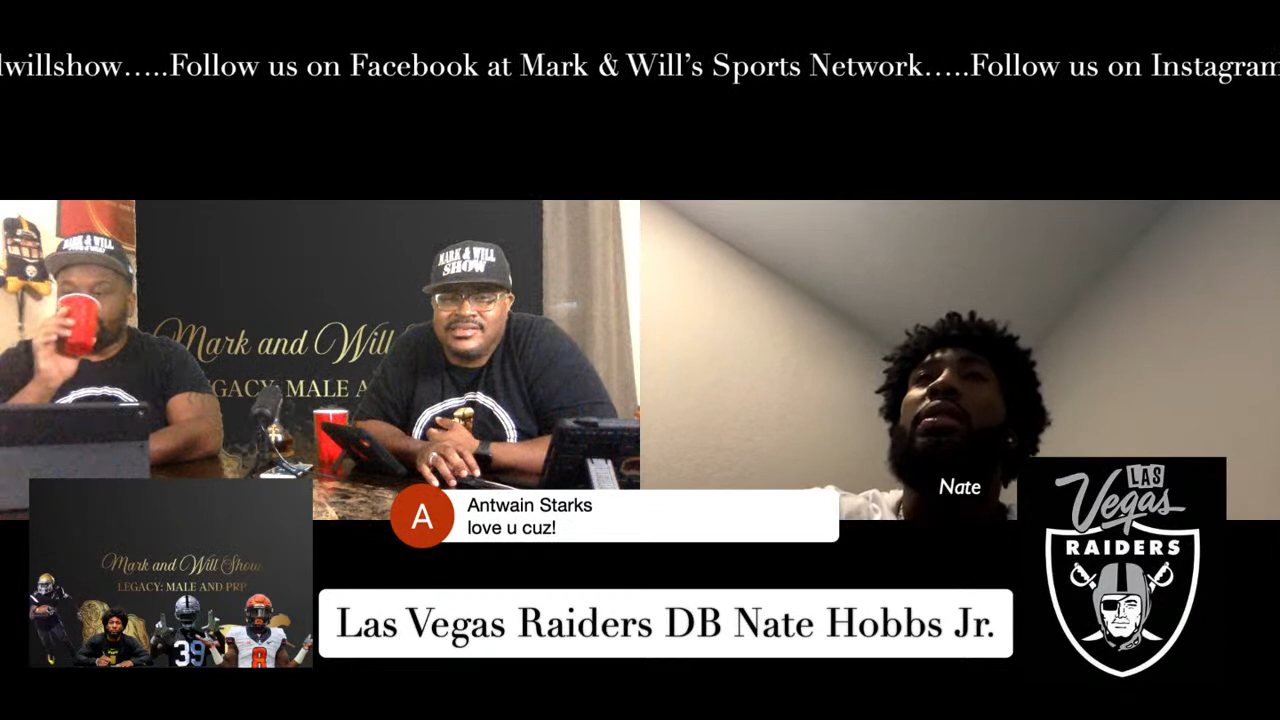 lwillshow…..Follow us on Facebook at Mark & Will’s Sports Network…..Follow us on Instagram
MARK & WILL
MARK & WILL
SHOW
Mark and Will
LEGACY: MALE A
Nate
A
Antwain Starks
love u cuz!
LAS
Vegas
RAIDERS
Mark and Will Show
LEGACY: MALE AND PRP
39
8
Las Vegas Raiders DB Nate Hobbs Jr.